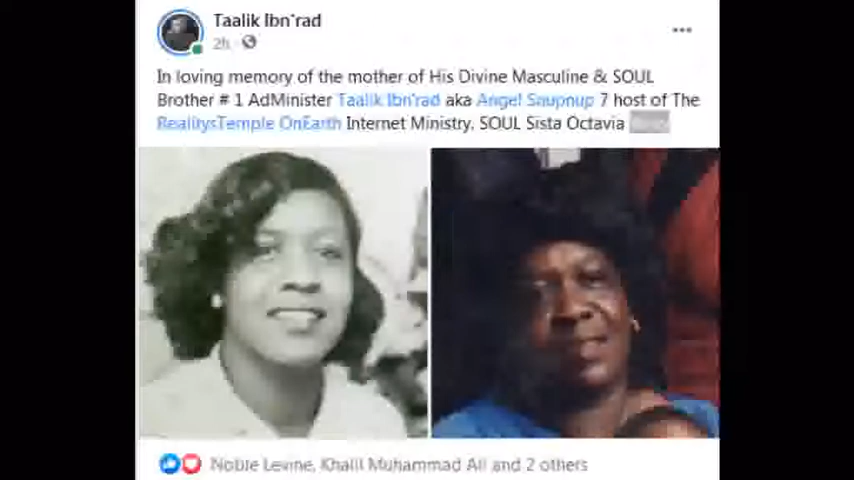 Taalik Ibn'rad
2h
In loving memory of the mother of His Divine Masculine & SOUL
Brother # 1 AdMinister Taalik Ibn'rad aka Angel Snupnup 7 host of The
RealitysTemple OnEarth Internet Ministry. SOUL Sista Octavia
Noble Levine, Khalil Muhammad Ali and 2 others